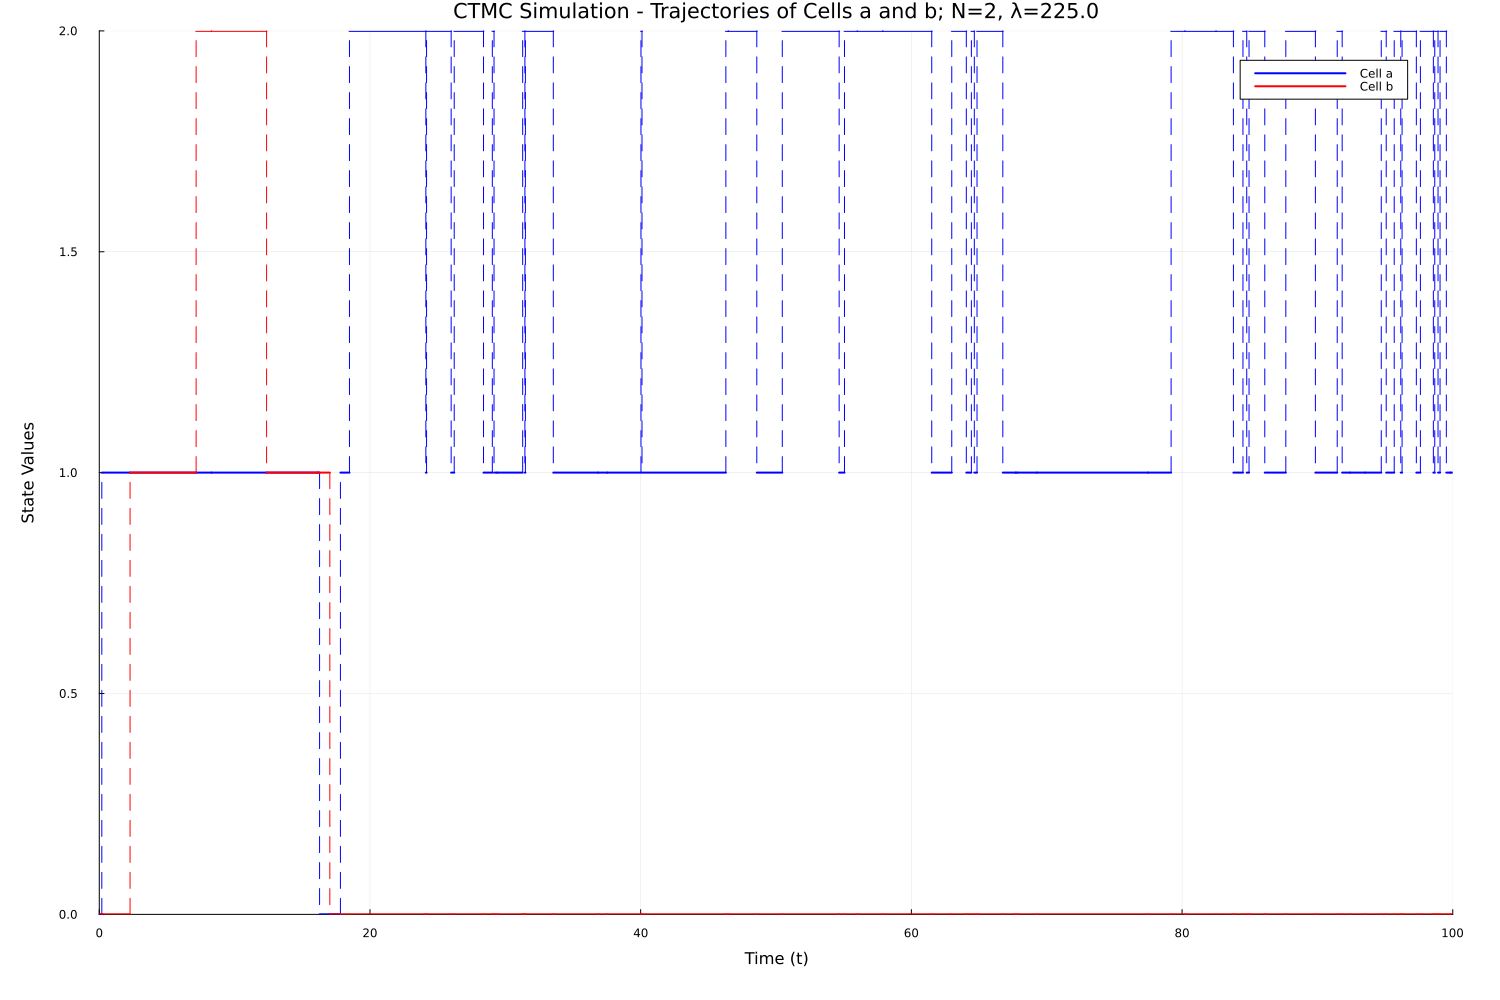 CTMC Simulation - Trajectories of Cells a and b; N=2, λ=225.0
2.0
Cell a
Cell b
1.5
1.0
State Values
0.5
0.0
0 20 40 60 80 100
Time (t)